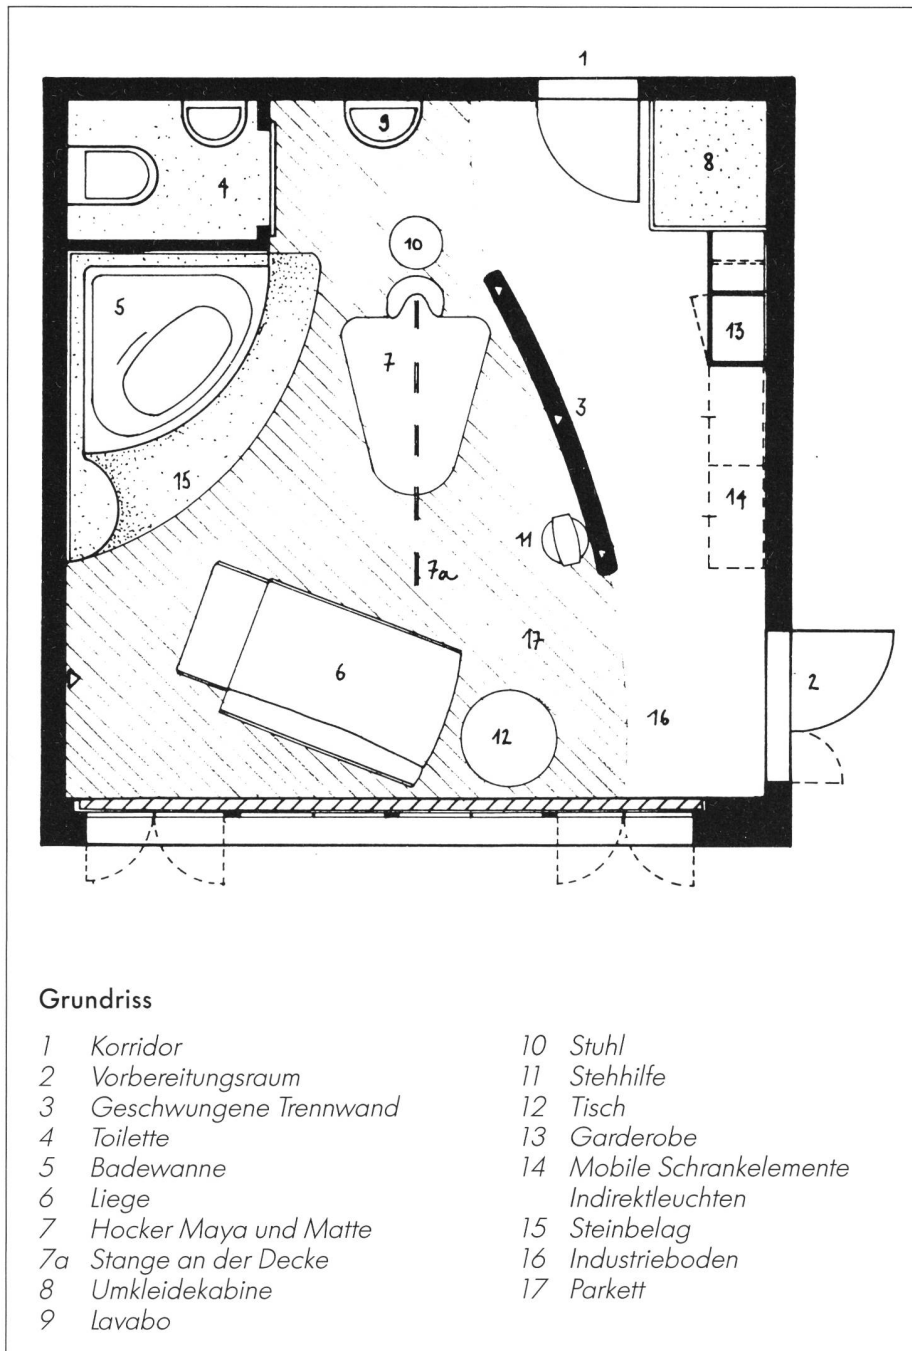 1
9
8
4
10
5
7
13
3
15
14
11
7a
17
6
2
16
12
Grundriss
1 Korridor
2 Vorbereitungsraum
3 Geschwungene Trennwand
4 Toilette
5 Badewanne
6 Liege
7 Hocker Maya und Matte
7a Stange an der Decke
8 Umkleidekabine
9 Lavabo
10 Stuhl
11 Stehhilfe
12 Tisch
13 Garderobe
14 Mobile Schrankelemente
Indirektleuchten
15 Steinbelag
16 Industrieboden
17 Parkett